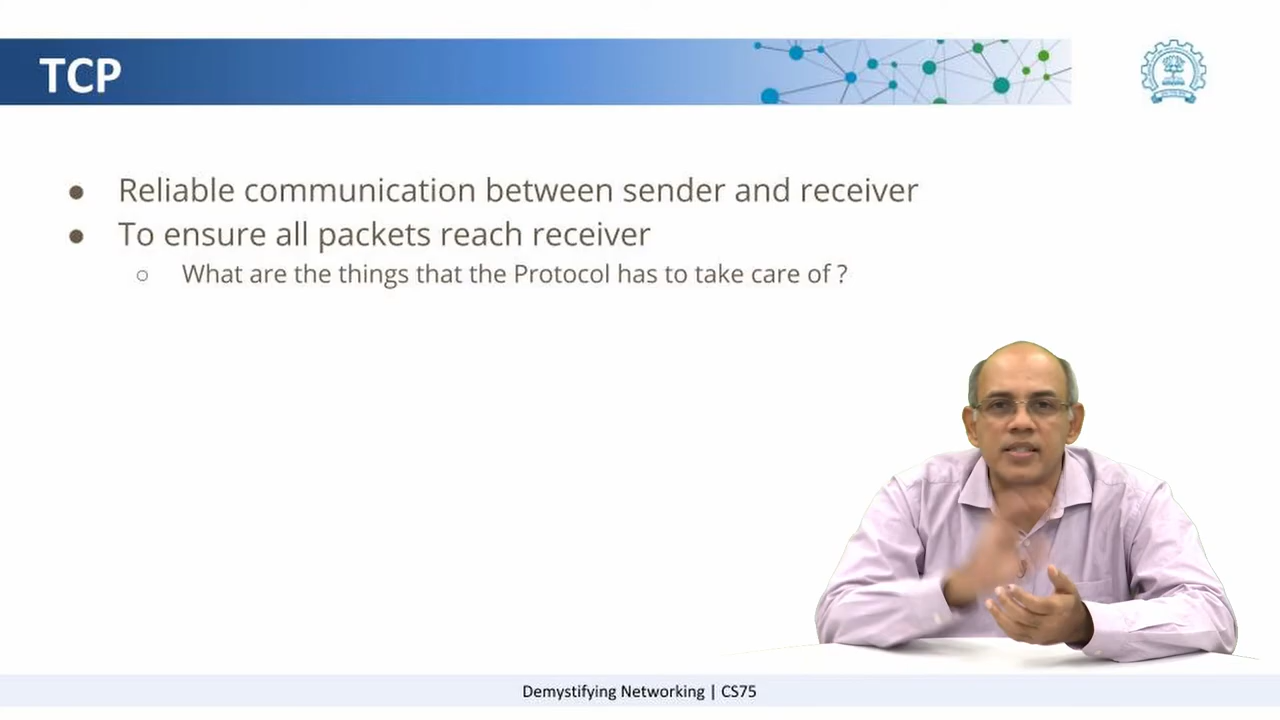 TCP
● Reliable communication between sender and receiver
● To ensure all packets reach receiver
○ What are the things that the Protocol has to take care of ?
Demystifying Networking | CS75